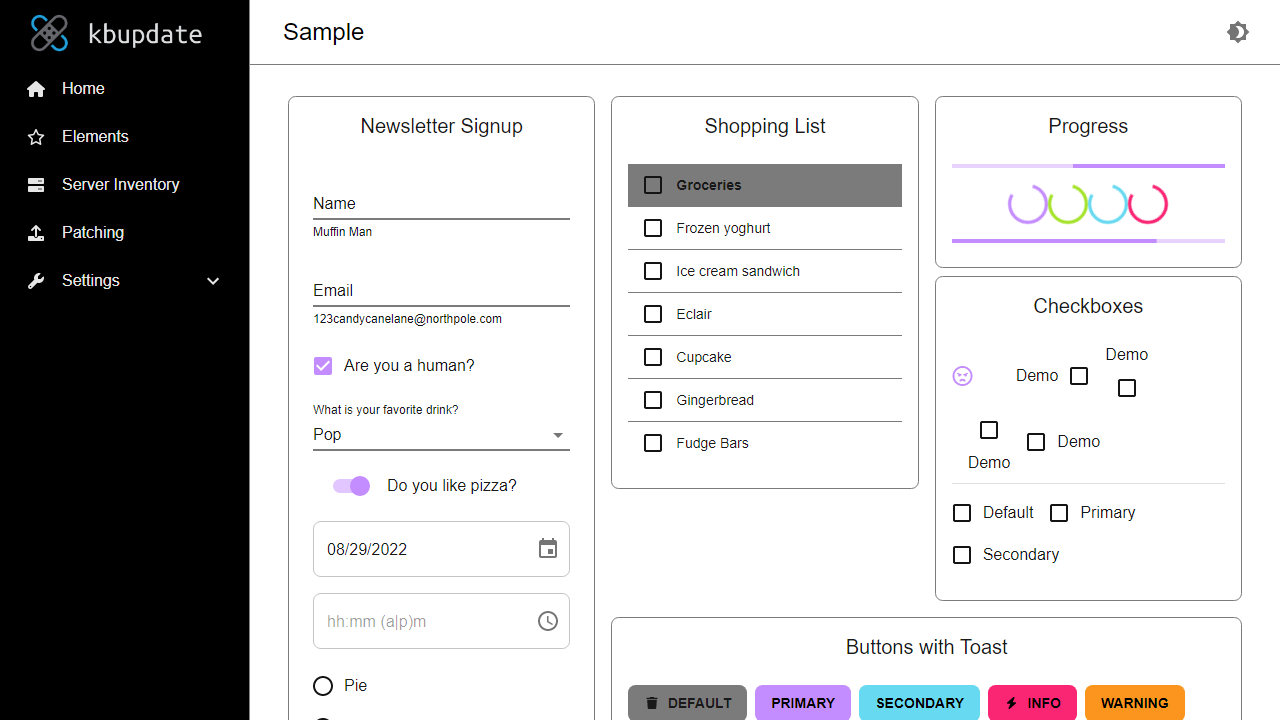 kbupdate
Home
Elements
Server Inventory
Patching
Settings
Sample
Newsletter Signup
Name
Muffin Man
Email
123candycanelane@northpole.com
Are you a human?
What is your favorite drink?
Pop
Do you like pizza?
08/29/2022
hh:mm (a|p)m
Pie
Shopping List
Groceries
Frozen yoghurt
Ice cream sandwich
Eclair
Cupcake
Gingerbread
Fudge Bars
Progress
Checkboxes
Demo
Demo
Demo
Demo
Default
Primary
Secondary
Buttons with Toast
DEFAULT
PRIMARY
SECONDARY
INFO
WARNING